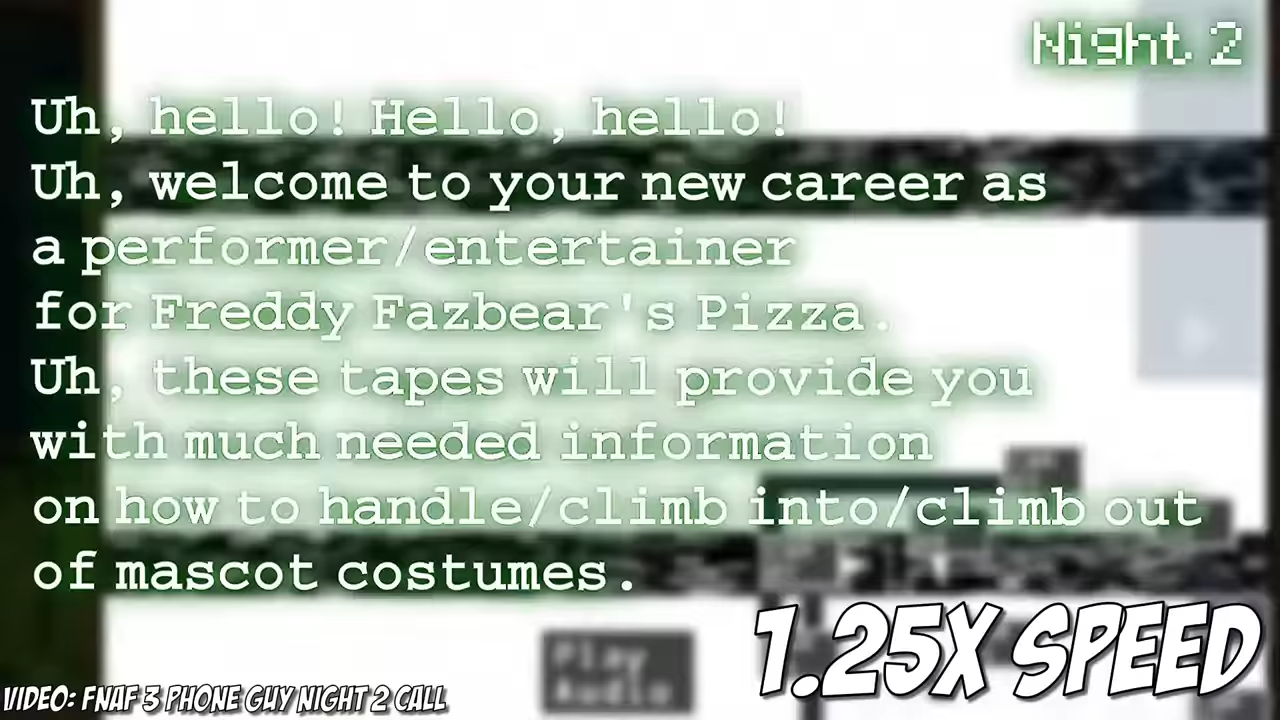 Night 2
Uh, hello! Hello, hello!
Uh, welcome to your new career as
a performer/entertainer
for Freddy Fazbear's Pizza.
Uh, these tapes will provide you
with much needed information
on how to handle/climb into/climb out
of mascot costumes.
Play
Audio
1.25X SPEED
VIDEO: FNAF 3 PHONE GUY NIGHT 2 CALL